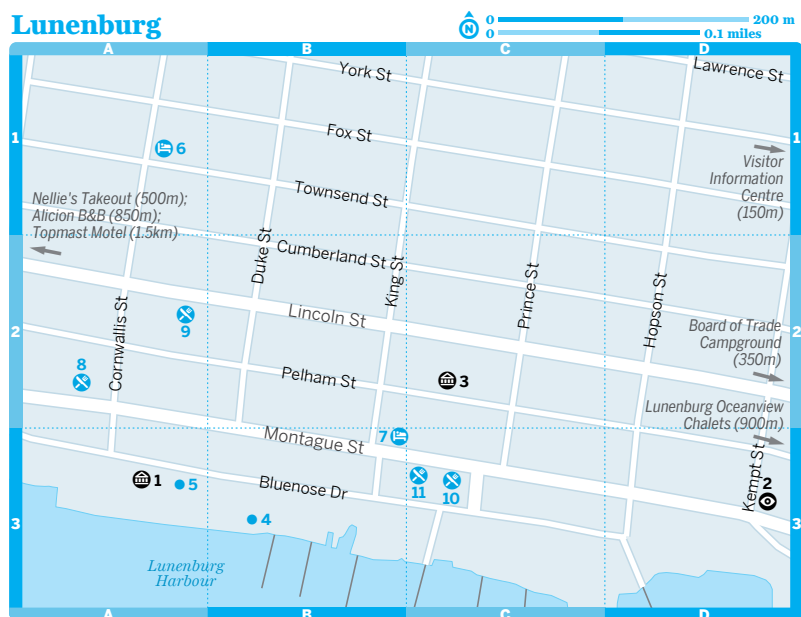 Lunenburg
N
0 200 m
0 0.1 miles
A B C D
York St
Lawrence St
Fox St
1 1
6
Visitor
Information
Centre
(150m)
Townsend St
Nellie's Takeout (500m);
Alicion B&B (850m);
Topmast Motel (1.5km)
Duke St
Cumberland St
King St
Prince St
Hopson St
Cornwallis St
Lincoln St
9
2 2
Board of Trade
Campground
(350m)
8
Pelham St
3
Lunenburg Oceanview
Chalets (900m)
7
Montague St
Kempt St
1
5
Bluenose Dr
11
10
2
4
3 3
Lunenburg
Harbour
A B C D